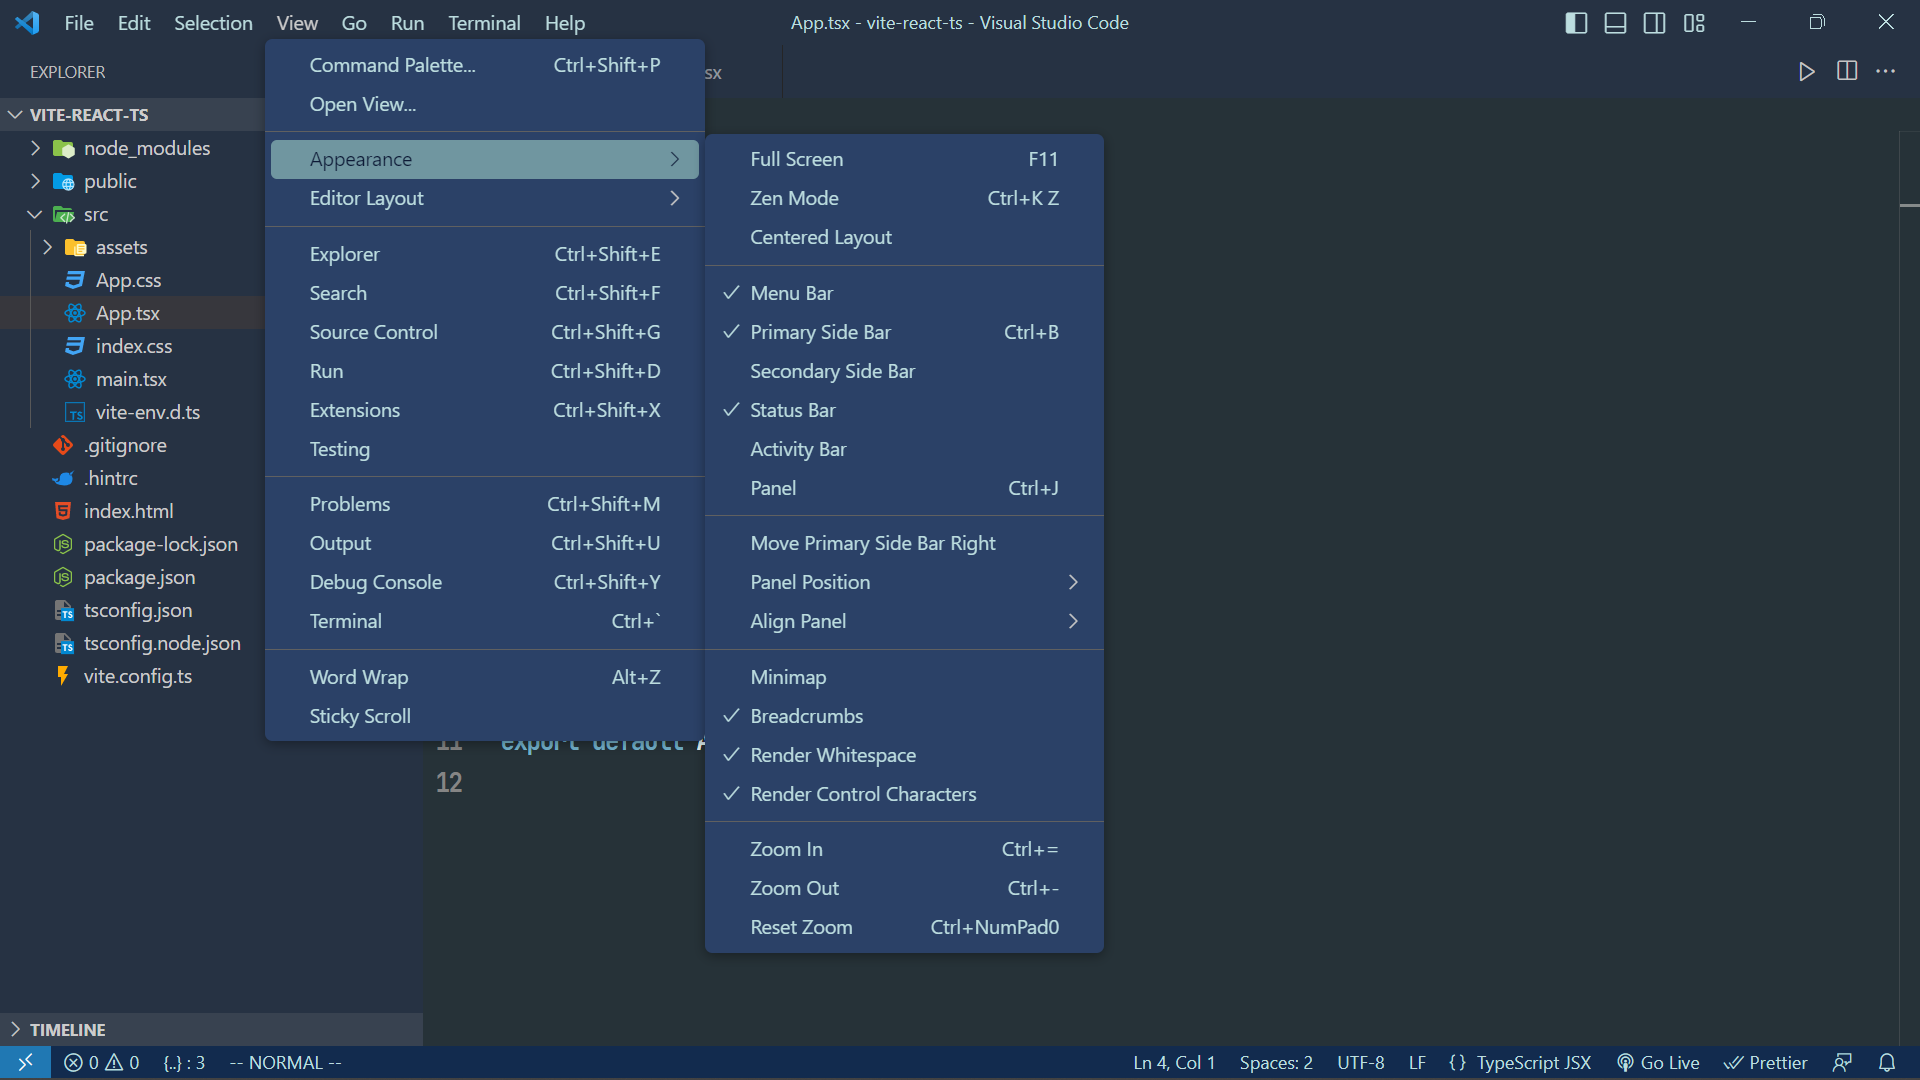 File Edit Selection View Go Run Terminal Help
App.tsx - vite-react-ts - Visual Studio Code
EXPLORER
VITE-REACT-TS
node_modules
public
src
assets
App.css
App.tsx
index.css
main.tsx
TS vite-env.d.ts
.gitignore
.hintrc
index.html
JS package-lock.json
JS package.json
TS tsconfig.json
TS tsconfig.node.json
vite.config.ts
TIMELINE
sx
Command Palette... Ctrl+Shift+P
Open View...
Appearance
Editor Layout
Explorer Ctrl+Shift+E
Search Ctrl+Shift+F
Source Control Ctrl+Shift+G
Run Ctrl+Shift+D
Extensions Ctrl+Shift+X
Testing
Problems Ctrl+Shift+M
Output Ctrl+Shift+U
Debug Console Ctrl+Shift+Y
Terminal Ctrl+`
Word Wrap Alt+Z
Sticky Scroll
Full Screen F11
Zen Mode Ctrl+K Z
Centered Layout
Menu Bar
Primary Side Bar Ctrl+B
Secondary Side Bar
Status Bar
Activity Bar
Panel Ctrl+J
Move Primary Side Bar Right
Panel Position
Align Panel
Minimap
Breadcrumbs
Render Whitespace
Render Control Characters
Zoom In Ctrl+=
Zoom Out Ctrl+-
Reset Zoom Ctrl+NumPad0
11 export default
12
0 0 {..} : 3 -- NORMAL --
Ln 4, Col 1 Spaces: 2 UTF-8 LF {} TypeScript JSX Go Live Prettier